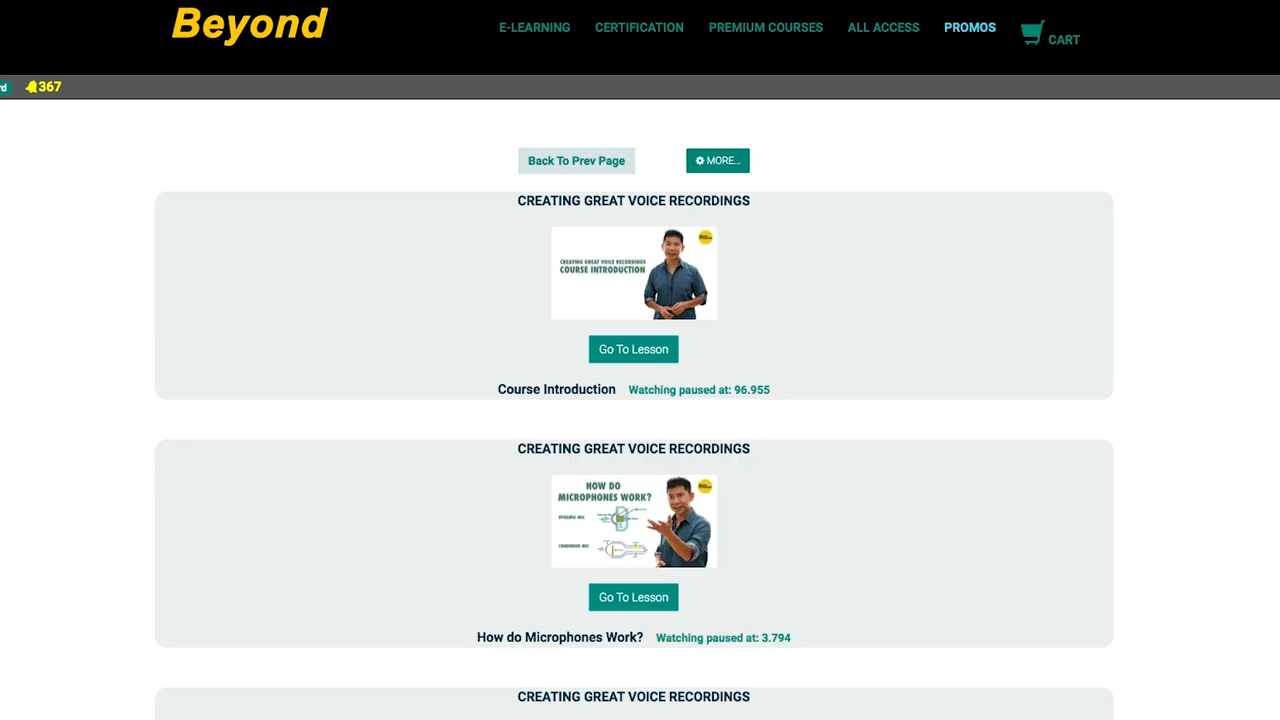 Beyond
E-LEARNING CERTIFICATION PREMIUM COURSES ALL ACCESS PROMOS CART
rd 367
Back To Prev Page MORE...
CREATING GREAT VOICE RECORDINGS
CREATING GREAT VOICE RECORDINGS
COURSE INTRODUCTION
Go To Lesson
Course Introduction Watching paused at: 96.955
CREATING GREAT VOICE RECORDINGS
HOW DO
MICROPHONES WORK?
DYNAMIC MIC
CONDENSER MIC
Go To Lesson
How do Microphones Work? Watching paused at: 3.794
CREATING GREAT VOICE RECORDINGS